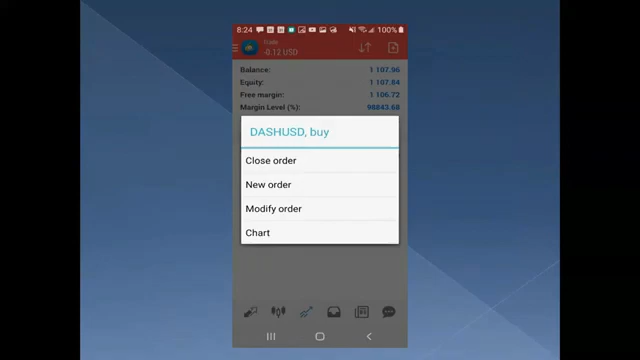 8:24 100%
Trade
-0.12 USD
Balance: 1 107.96
Equity: 1 107.84
Free margin: 1 106.72
Margin Level (%): 98843.68
DASHUSD, buy
Close order
New order
Modify order
Chart